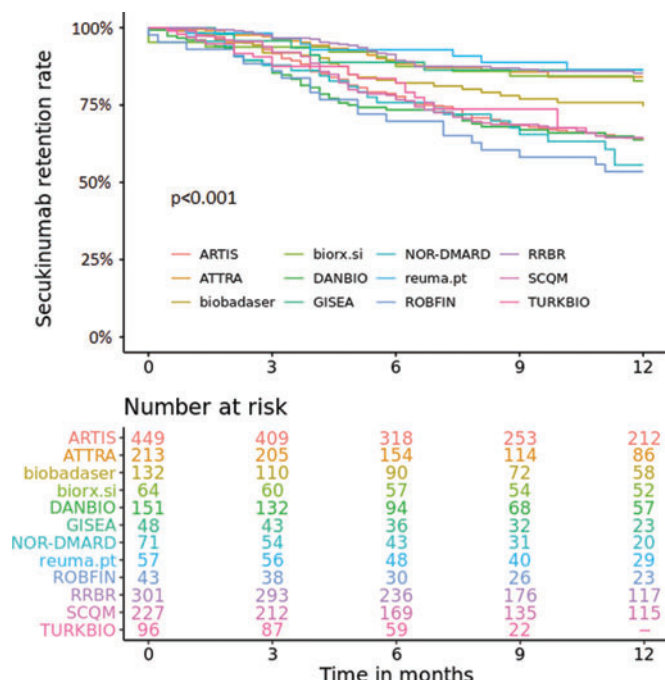 100%
75%
50%
25%
0%
Secukinumab retention rate
p<0.001
ARTIS biorx.si NOR-DMARD RRBR
ATTRA DANBIO reuma.pt SCQM
biobadaser GISEA ROBFIN TURKBIO
0 3 6 9 12
Number at risk
ARTIS 449 409 318 253 212
ATTRA 213 205 154 114 86
biobadaser 132 110 90 72 58
biorx.si 64 60 57 54 52
DANBIO 151 132 94 68 57
GISEA 48 43 36 32 23
NOR-DMARD 71 54 43 31 20
reuma.pt 57 56 48 40 29
ROBFIN 43 38 30 26 23
RRBR 301 293 236 176 117
SCQM 227 212 169 135 115
TURKBIO 96 87 59 22 –
0 3 6 9 12
Time in months